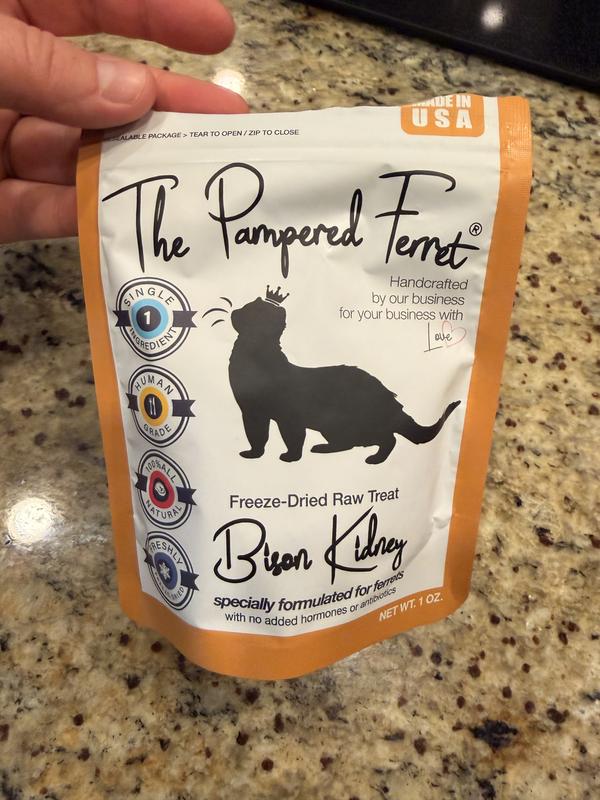 MADE IN
USA
RESEALABLE PACKAGE > TEAR TO OPEN / ZIP TO CLOSE
The Pampered Ferret®
Handcrafted
by our business
for your business with
Love
SINGLE
1
INGREDIENT
HUMAN
GRADE
100% ALL
NATURAL
FRESHLY
Freeze-Dried Raw Treat
Bison Kidney
specially formulated for ferrets
with no added hormones or antibiotics
NET WT. 1 OZ.